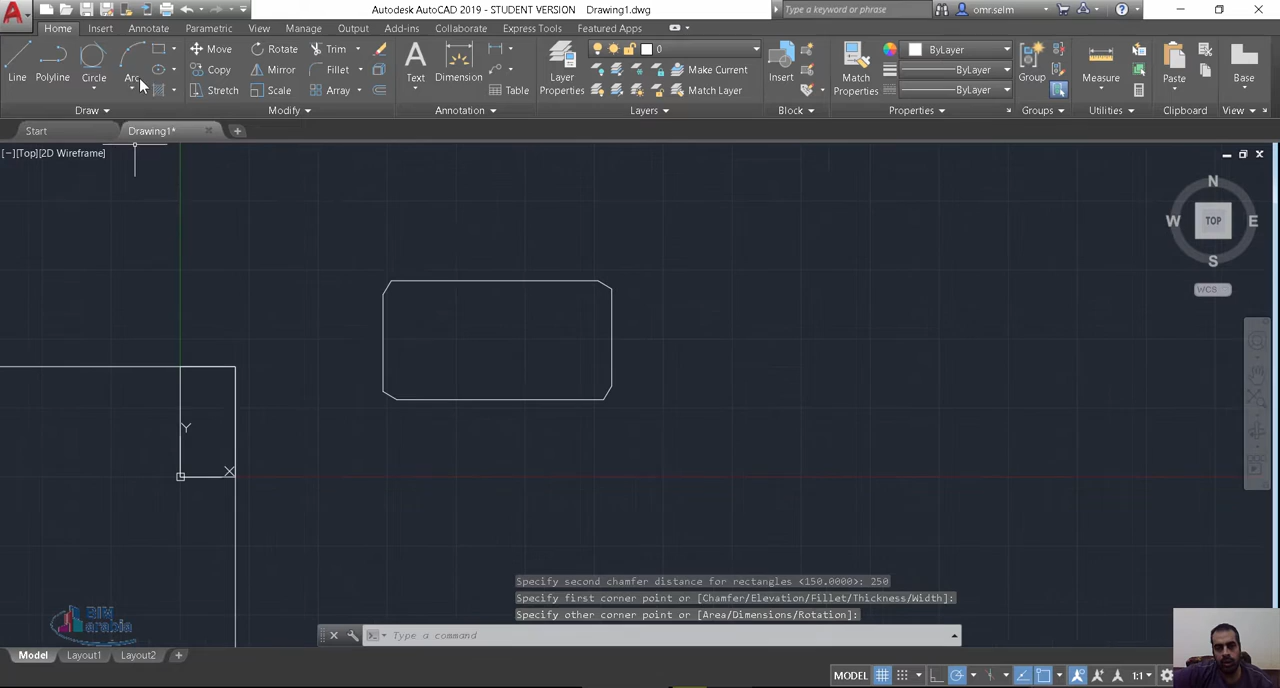 Autodesk AutoCAD 2019 - STUDENT VERSION Drawing1.dwg
Type a keyword or phrase
omr.selm
Home Insert Annotate Parametric View Manage Output Add-ins Collaborate Express Tools Featured Apps
Line Polyline Circle Arc
Move Rotate Trim
Copy Mirror Fillet
Stretch Scale Array
Text Dimension Table
Layer Properties
0
Make Current
Match Layer
Insert
Match Properties
ByLayer
ByLayer
ByLayer
Group
Measure
Paste
Base
Draw Modify Annotation Layers Block Properties Groups Utilities Clipboard View
Start Drawing1*
[−][Top][2D Wireframe]
N
W TOP E
S
WCS
Y
X
Specify second chamfer distance for rectangles <150.0000>: 250
Specify first corner point or [Chamfer/Elevation/Fillet/Thickness/Width]:
Specify other corner point or [Area/Dimensions/Rotation]:
Type a command
BIM
arabia
Model Layout1 Layout2
MODEL 1:1